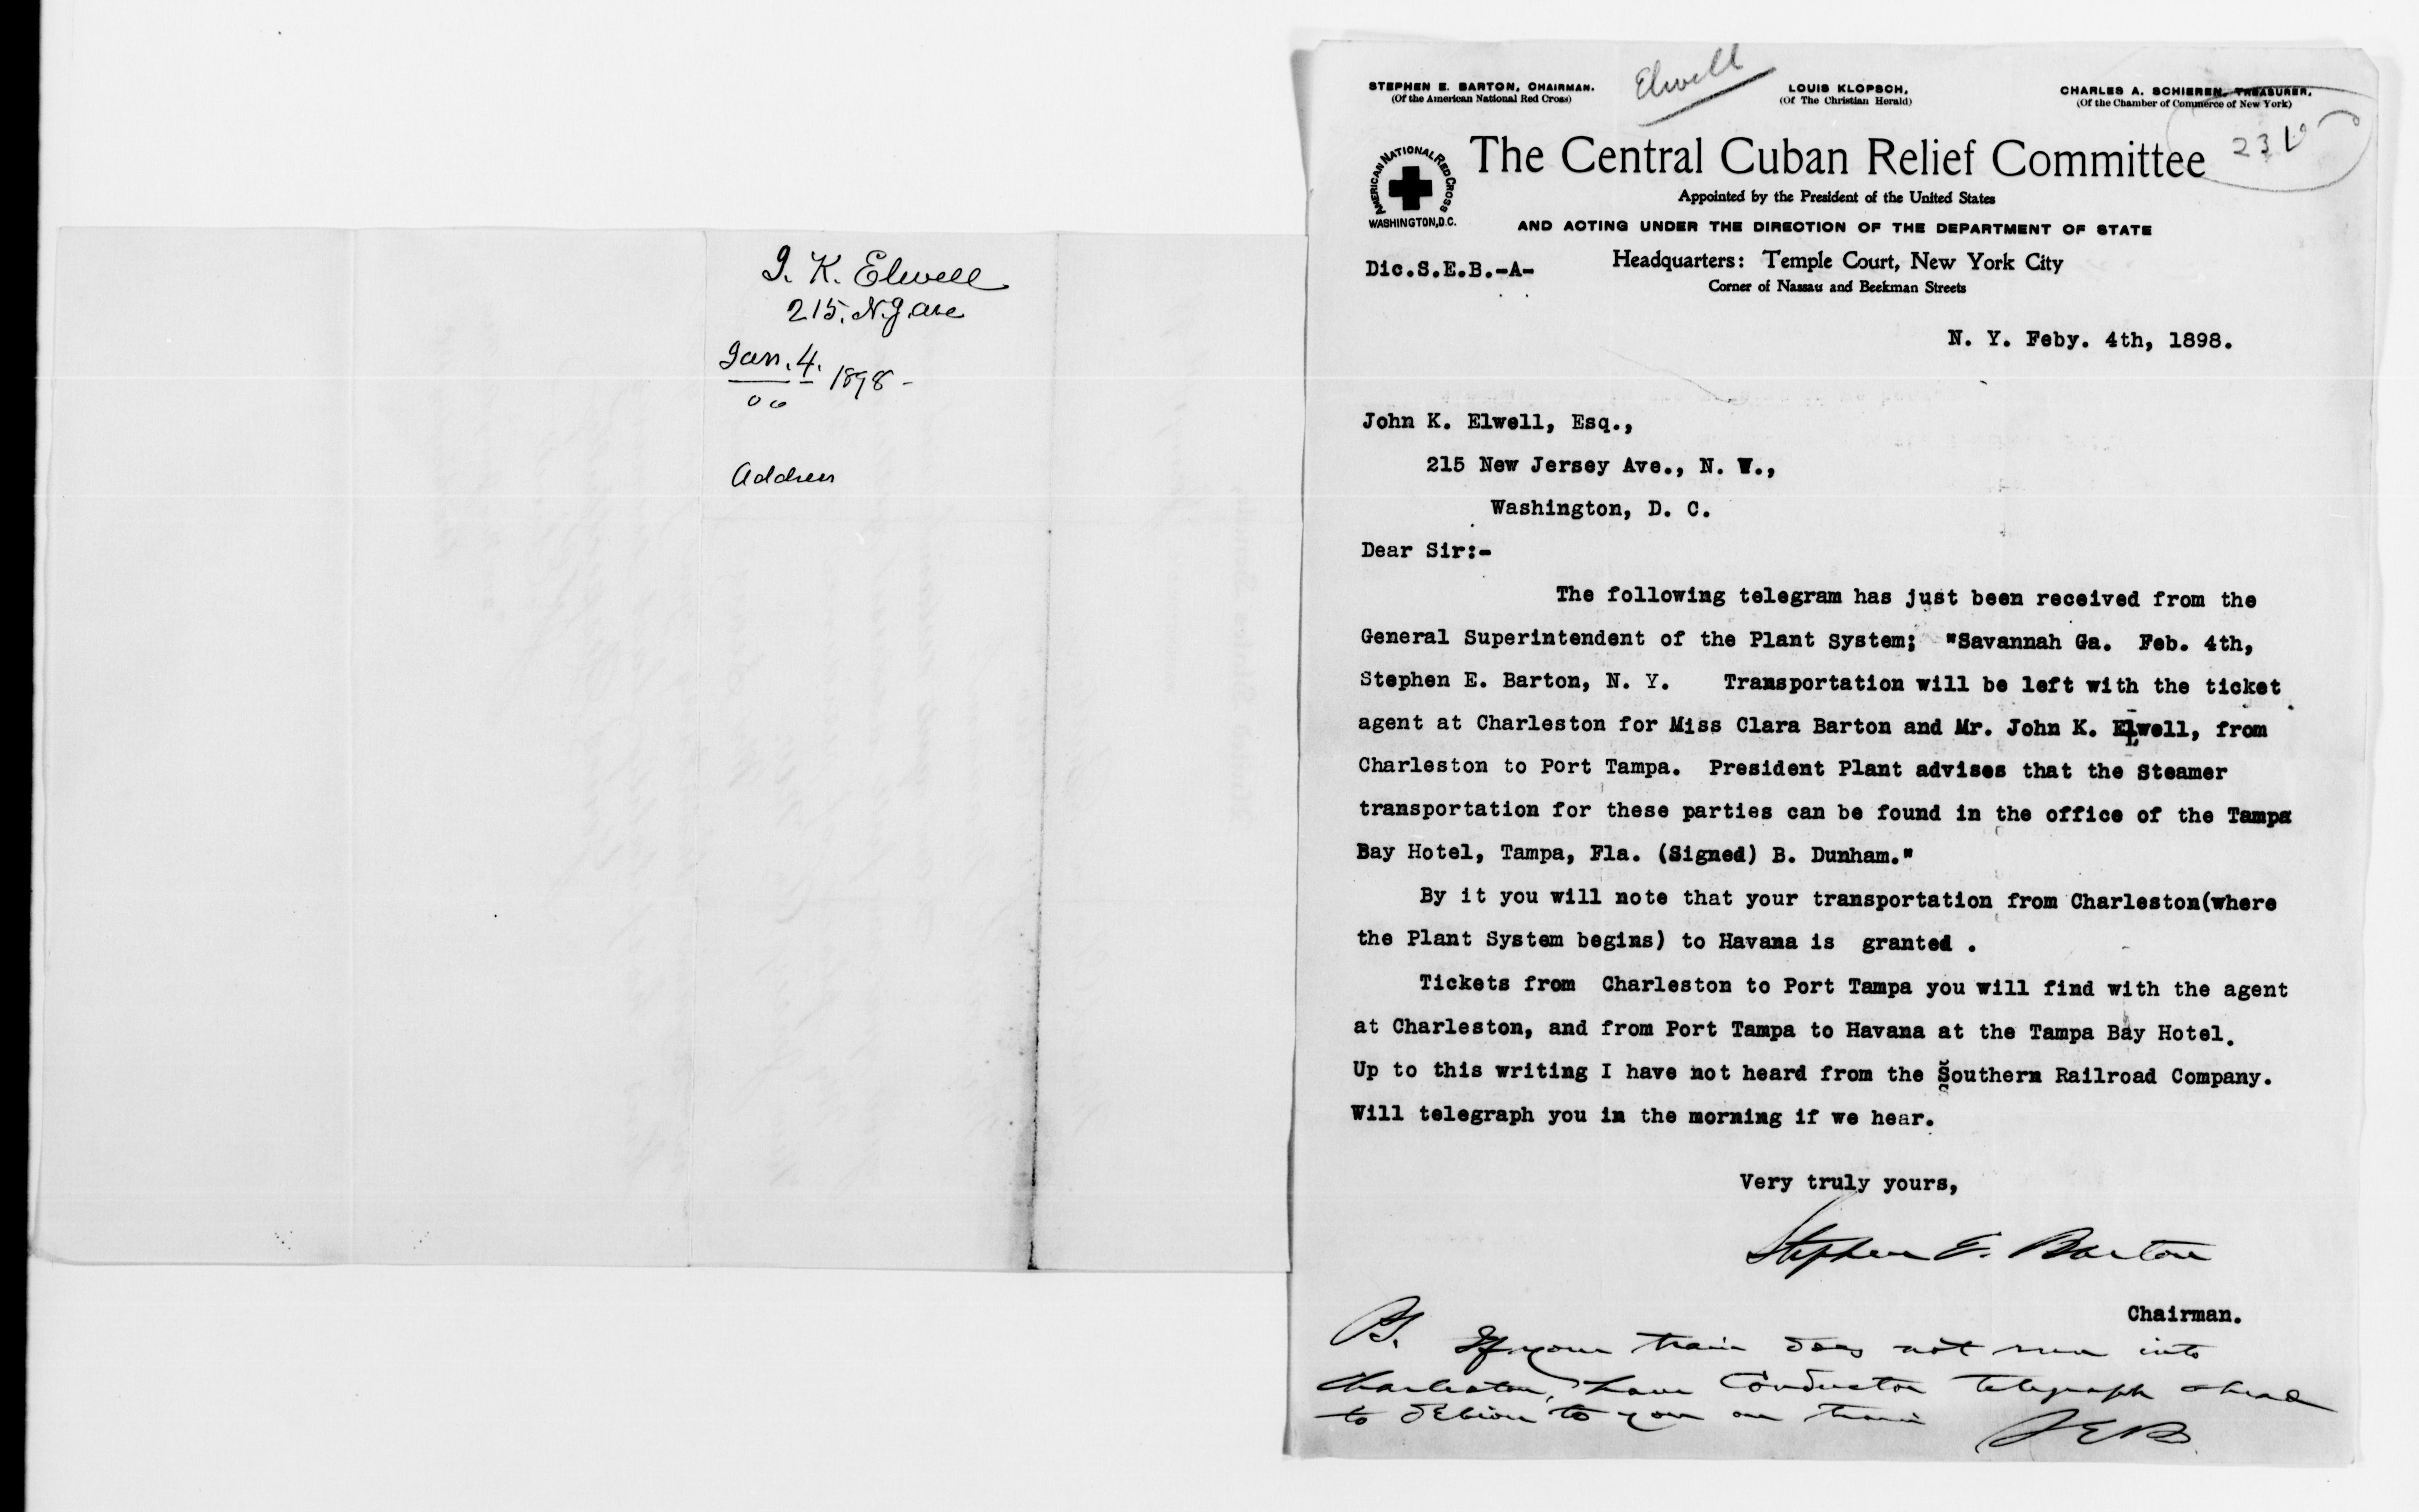 J. K. Elwell
215. N.J. ave
Jan. 4. 1898 -
Address
Elwell
STEPHEN E. BARTON, CHAIRMAN.
(Of the American National Red Cross)
LOUIS KLOPSCH,
(Of The Christian Herald)
CHARLES A. SCHIEREN, TREASURER,
(Of the Chamber of Commerce of New York)
AMERICAN NATIONAL RED CROSS
WASHINGTON, D.C.
The Central Cuban Relief Committee
Appointed by the President of the United States
AND ACTING UNDER THE DIRECTION OF THE DEPARTMENT OF STATE
Dic.S.E.B.-A-
Headquarters: Temple Court, New York City
Corner of Nassau and Beekman Streets
N. Y. Feby. 4th, 1898.
John K. Elwell, Esq.,
215 New Jersey Ave., N. W.,
Washington, D. C.
Dear Sir:-
The following telegram has just been received from the
General Superintendent of the Plant System; "Savannah Ga. Feb. 4th,
Stephen E. Barton, N. Y. Transportation will be left with the ticket
agent at Charleston for Miss Clara Barton and Mr. John K. Elwell, from
Charleston to Port Tampa. President Plant advises that the Steamer
transportation for these parties can be found in the office of the Tampa
Bay Hotel, Tampa, Fla. (Signed) B. Dunham."
By it you will note that your transportation from Charleston(where
the Plant System begins) to Havana is granted .
Tickets from Charleston to Port Tampa you will find with the agent
at Charleston, and from Port Tampa to Havana at the Tampa Bay Hotel.
Up to this writing I have not heard from the Southern Railroad Company.
Will telegraph you in the morning if we hear.
Very truly yours,
Stephen E. Barton
Chairman.
PS. If your train does not run into
Charleston, have Conductor telegraph ahead
to deliver to you on train
SEB